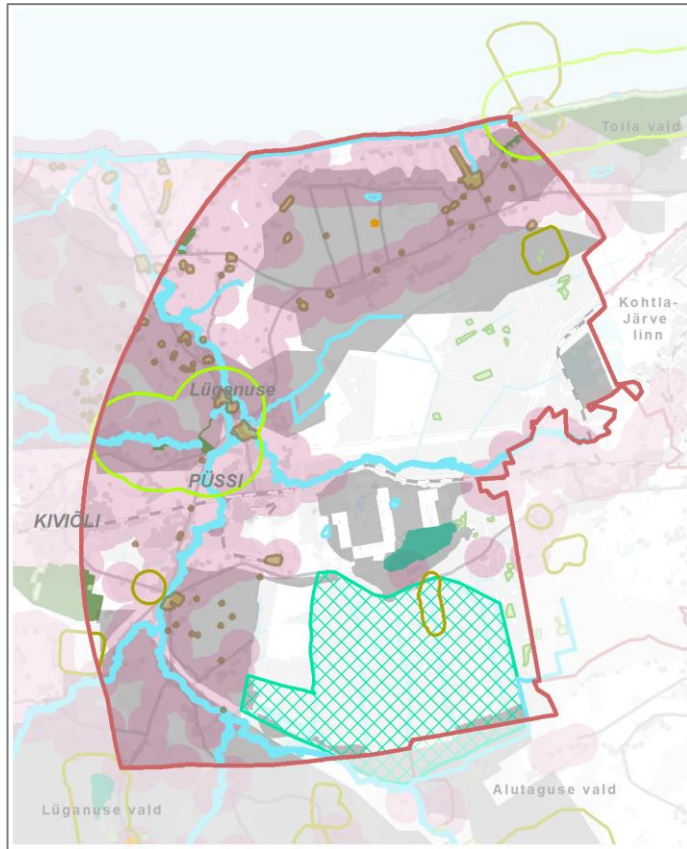 Toila vald
Kohtla-
Järve
linn
Lüganuse
PÜSSI
KIVIÕLI
Lüganuse vald
Alutaguse vald